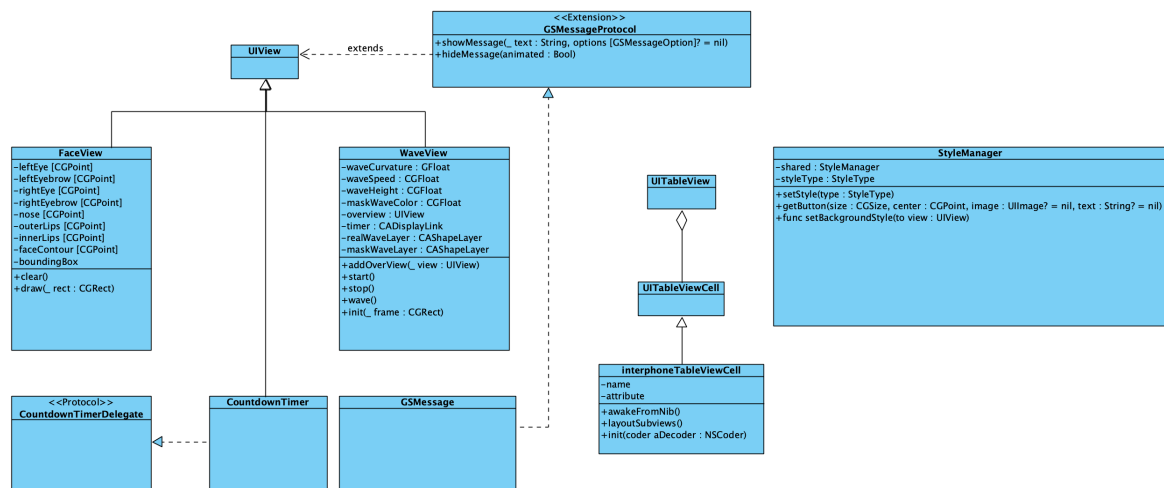 <<Extension>>
GSMessageProtocol
+showMessage(_ text : String, options [GSMessageOption]? = nil)
+hideMessage(animated : Bool)
UIView
extends
FaceView
-leftEye [CGPoint]
-leftEyebrow [CGPoint]
-rightEye [CGPoint]
-rightEyebrow [CGPoint]
-nose [CGPoint]
-outerLips [CGPoint]
-innerLips [CGPoint]
-faceContour [CGPoint]
-boundingBox
+clear()
+draw(_ rect : CGRect)
WaveView
-waveCurvature : GFloat
-waveSpeed : CGFloat
-waveHeight : CGFloat
-maskWaveColor : CGFloat
-overview : UIView
-timer : CADisplayLink
-realWaveLayer : CAShapeLayer
-maskWaveLayer : CAShapeLayer
+addOverView(_ view : UIView)
+start()
+stop()
+wave()
+init(_ frame : CGRect)
UITableView
UITableViewCell
interphoneTableViewCell
-name
-attribute
+awakeFromNib()
+layoutSubviews()
+init(coder aDecoder : NSCoder)
StyleManager
-shared : StyleManager
-styleType : StyleType
+setStyle(type : StyleType)
+getButton(size : CGSize, center : CGPoint, image : UIImage? = nil, text : String? = nil)
+func setBackgroundStyle(to view : UIView)
<<Protocol>>
CountdownTimerDelegate
CountdownTimer
GSMessage